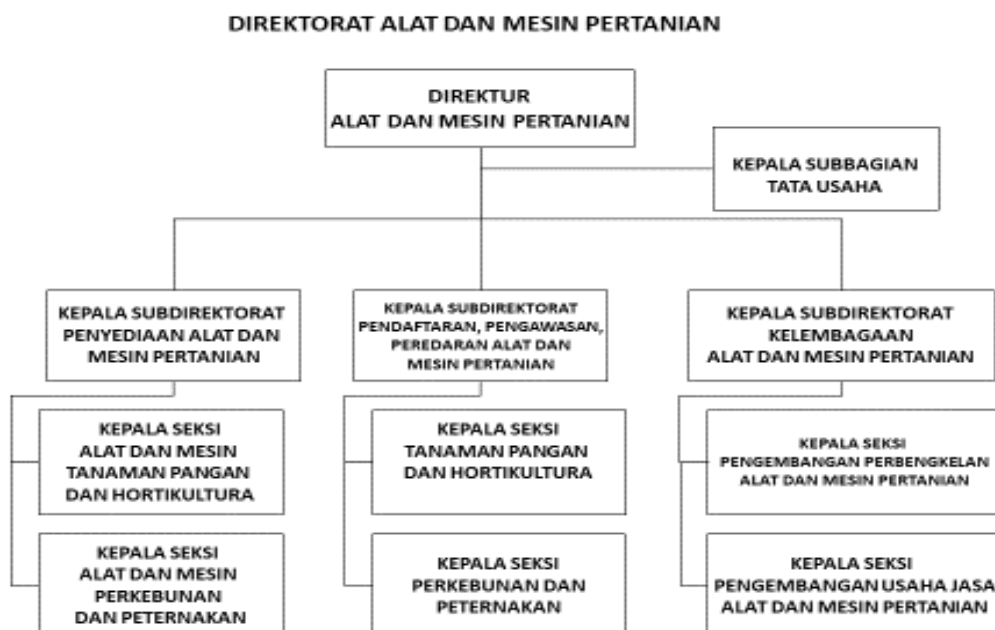 DIREKTORAT ALAT DAN MESIN PERTANIAN
DIREKTUR
ALAT DAN MESIN PERTANIAN
KEPALA SUBBAGIAN
TATA USAHA
KEPALA SUBDIREKTORAT
PENYEDIAAN ALAT DAN
MESIN PERTANIAN
KEPALA SUBDIREKTORAT
PENDAFTARAN, PENGAWASAN,
PEREDARAN ALAT DAN
MESIN PERTANIAN
KEPALA SUBDIREKTORAT
KELEMBAGAAN
ALAT DAN MESIN PERTANIAN
KEPALA SEKSI
ALAT DAN MESIN
TANAMAN PANGAN
DAN HORTIKULTURA
KEPALA SEKSI
TANAMAN PANGAN
DAN HORTIKULTURA
KEPALA SEKSI
PENGEMBANGAN PERBENGKELAN
ALAT DAN MESIN PERTANIAN
KEPALA SEKSI
ALAT DAN MESIN
PERKEBUNAN
DAN PETERNAKAN
KEPALA SEKSI
PERKEBUNAN DAN
PETERNAKAN
KEPALA SEKSI
PENGEMBANGAN USAHA JASA
ALAT DAN MESIN PERTANIAN